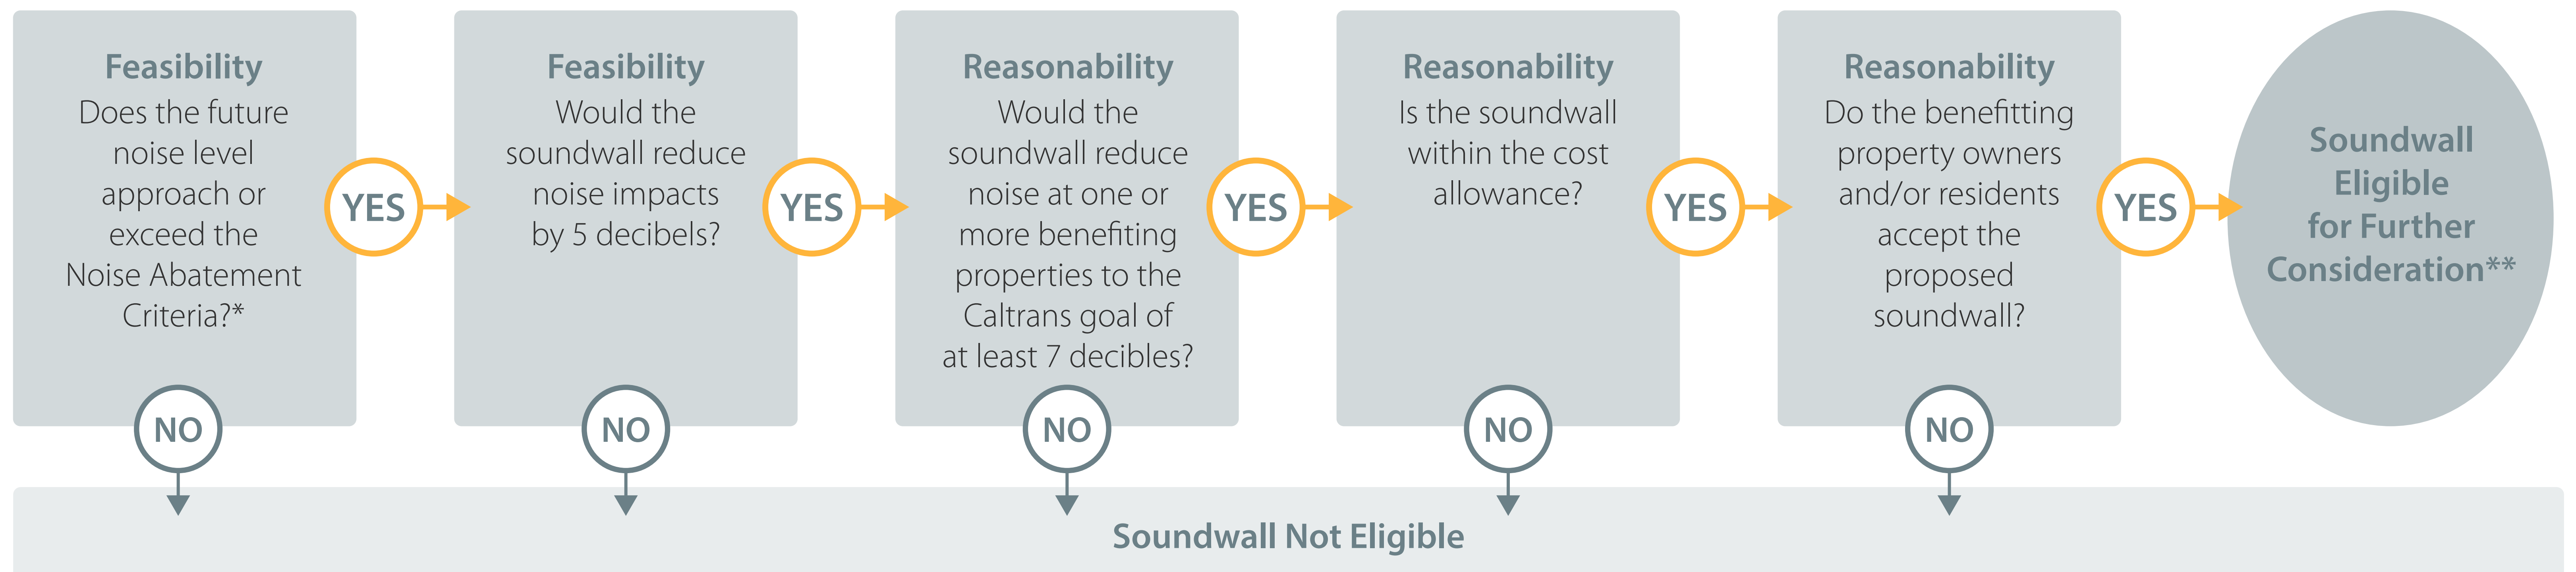 Feasibility
Does the future
noise level
approach or
exceed the
Noise Abatement
Criteria?*
YES
NO
Feasibility
Would the
soundwall reduce
noise impacts
by 5 decibels?
YES
NO
Reasonability
Would the
soundwall reduce
noise at one or
more benefiting
properties to the
Caltrans goal of
at least 7 decibles?
YES
NO
Reasonability
Is the soundwall
within the cost
allowance?
YES
NO
Reasonability
Do the benefitting
property owners
and/or residents
accept the
proposed
soundwall?
YES
NO
Soundwall
Eligible
for Further
Consideration**
Soundwall Not Eligible